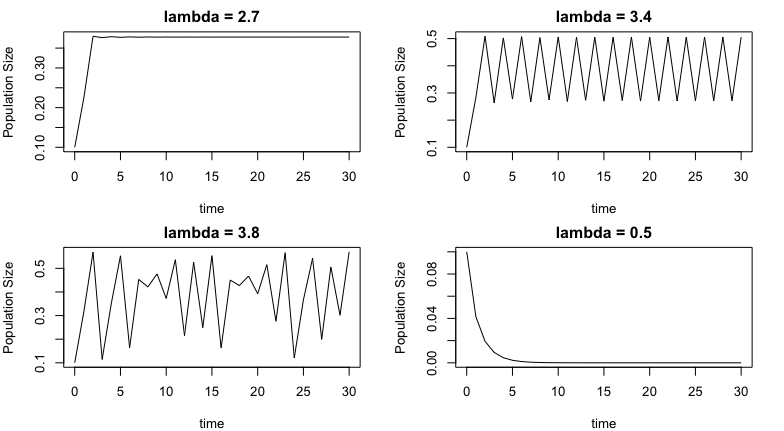 lambda = 2.7
Population Size
0.10 0.20 0.30
0 5 10 15 20 25 30
time
lambda = 3.4
Population Size
0.1 0.3 0.5
0 5 10 15 20 25 30
time
lambda = 3.8
Population Size
0.1 0.3 0.5
0 5 10 15 20 25 30
time
lambda = 0.5
Population Size
0.00 0.04 0.08
0 5 10 15 20 25 30
time